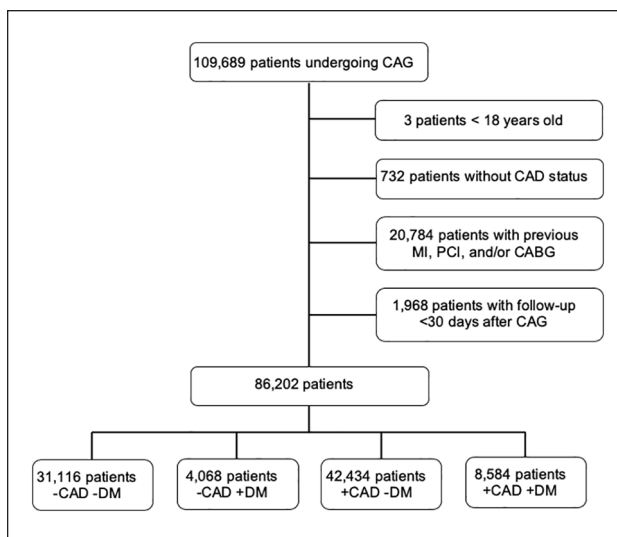 109,689 patients undergoing CAG
3 patients < 18 years old
732 patients without CAD status
20,784 patients with previous
MI, PCI, and/or CABG
1,968 patients with follow-up
<30 days after CAG
86,202 patients
31,116 patients
-CAD -DM
4,068 patients
-CAD +DM
42,434 patients
+CAD -DM
8,584 patients
+CAD +DM